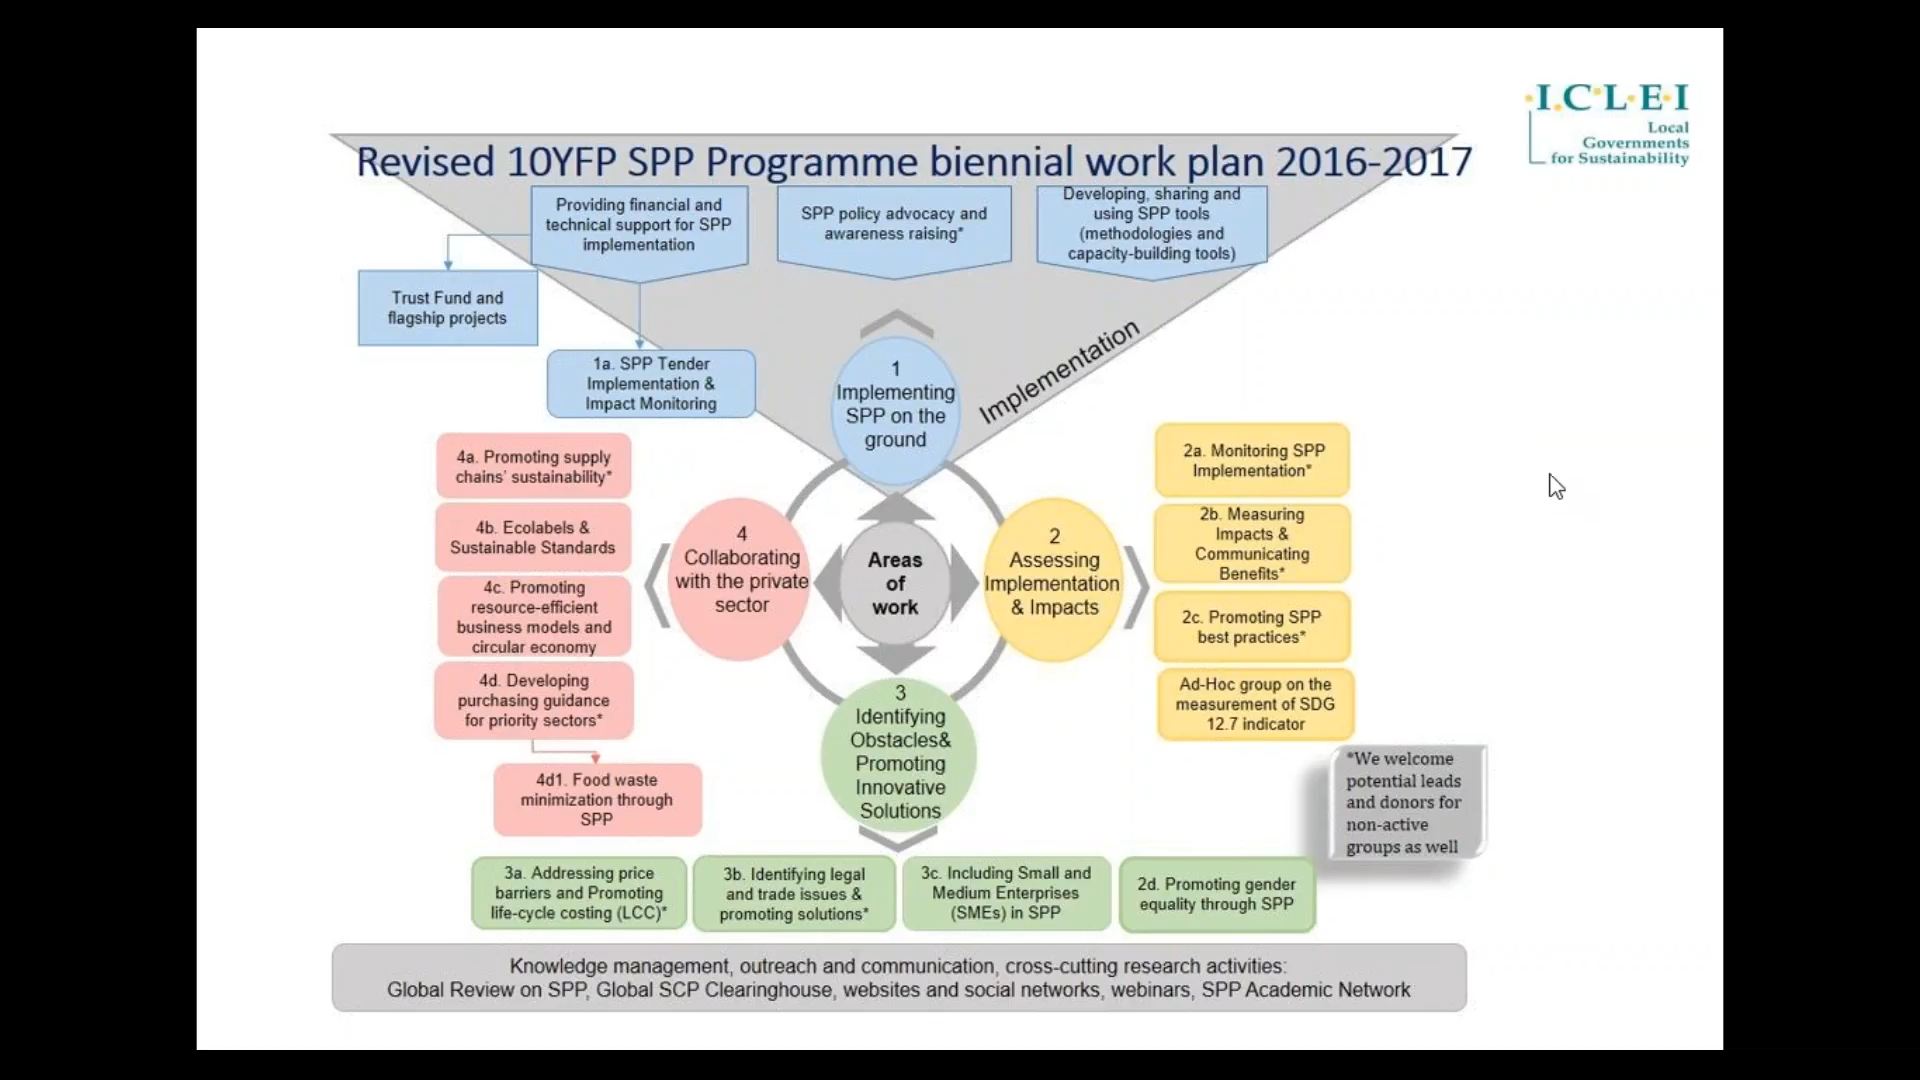 I.C.L.E.I
Local
Governments
for Sustainability
Revised 10YFP SPP Programme biennial work plan 2016-2017
Providing financial and
technical support for SPP
implementation
SPP policy advocacy and
awareness raising*
Developing, sharing and
using SPP tools
(methodologies and
capacity-building tools)
Trust Fund and
flagship projects
1a. SPP Tender
Implementation &
Impact Monitoring
Implementation
1
Implementing
SPP on the
ground
4a. Promoting supply
chains' sustainability*
4b. Ecolabels &
Sustainable Standards
4c. Promoting
resource-efficient
business models and
circular economy
4d. Developing
purchasing guidance
for priority sectors*
4d1. Food waste
minimization through
SPP
4
Collaborating
with the private
sector
Areas
of
work
2
Assessing
Implementation
& Impacts
2a. Monitoring SPP
Implementation*
2b. Measuring
Impacts &
Communicating
Benefits*
2c. Promoting SPP
best practices*
Ad-Hoc group on the
measurement of SDG
12.7 indicator
3
Identifying
Obstacles&
Promoting
Innovative
Solutions
*We welcome
potential leads
and donors for
non-active
groups as well
3a. Addressing price
barriers and Promoting
life-cycle costing (LCC)*
3b. Identifying legal
and trade issues &
promoting solutions*
3c. Including Small and
Medium Enterprises
(SMEs) in SPP
2d. Promoting gender
equality through SPP
Knowledge management, outreach and communication, cross-cutting research activities:
Global Review on SPP, Global SCP Clearinghouse, websites and social networks, webinars, SPP Academic Network